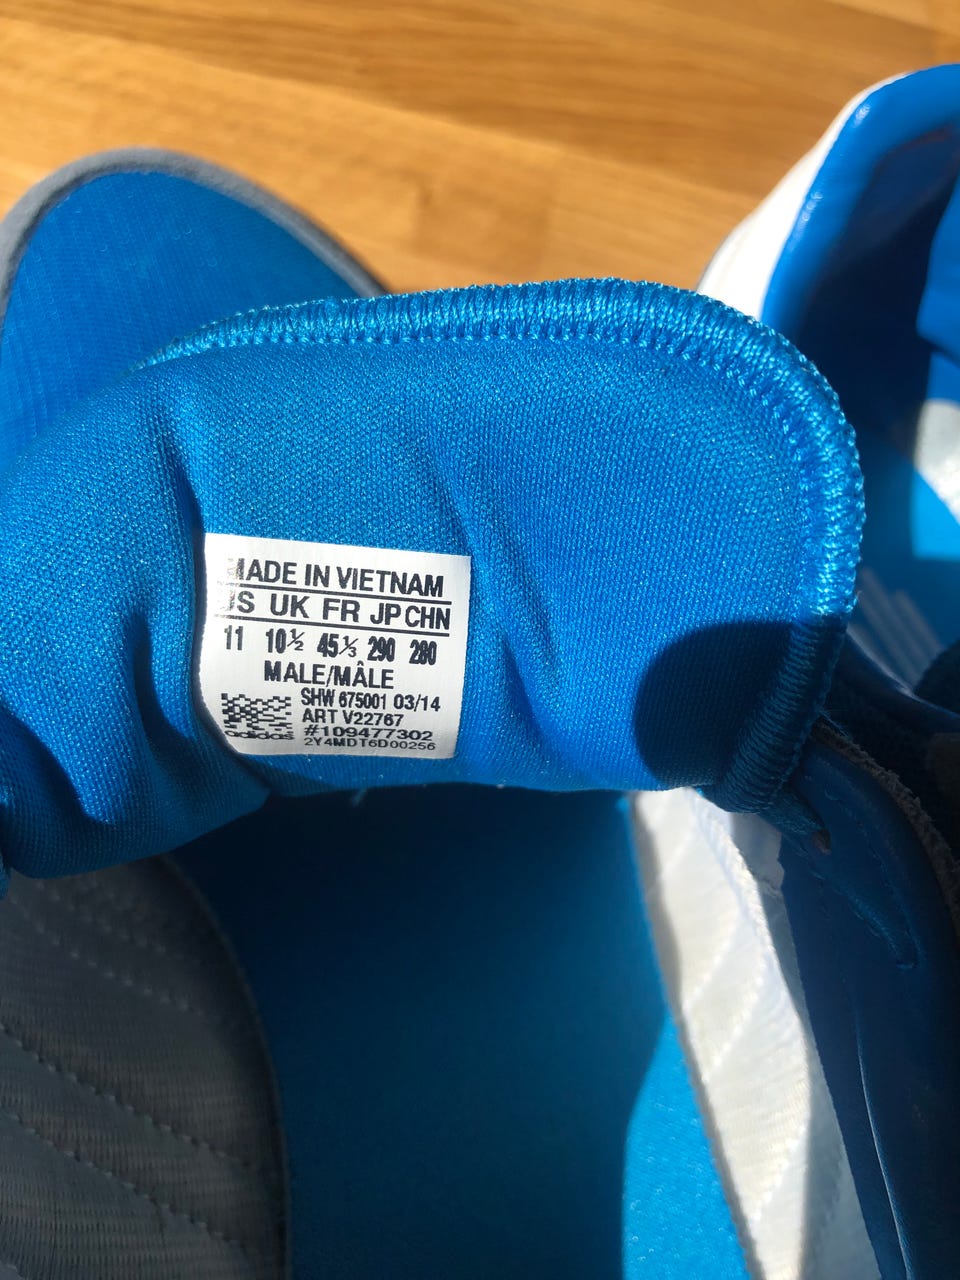 MADE IN VIETNAM
US UK FR JP CHN
11 10½ 45⅓ 290 280
MALE/MÂLE
SHW 675001 03/14
ART V22767
#109477302
2Y4MDT6D00256
adidas